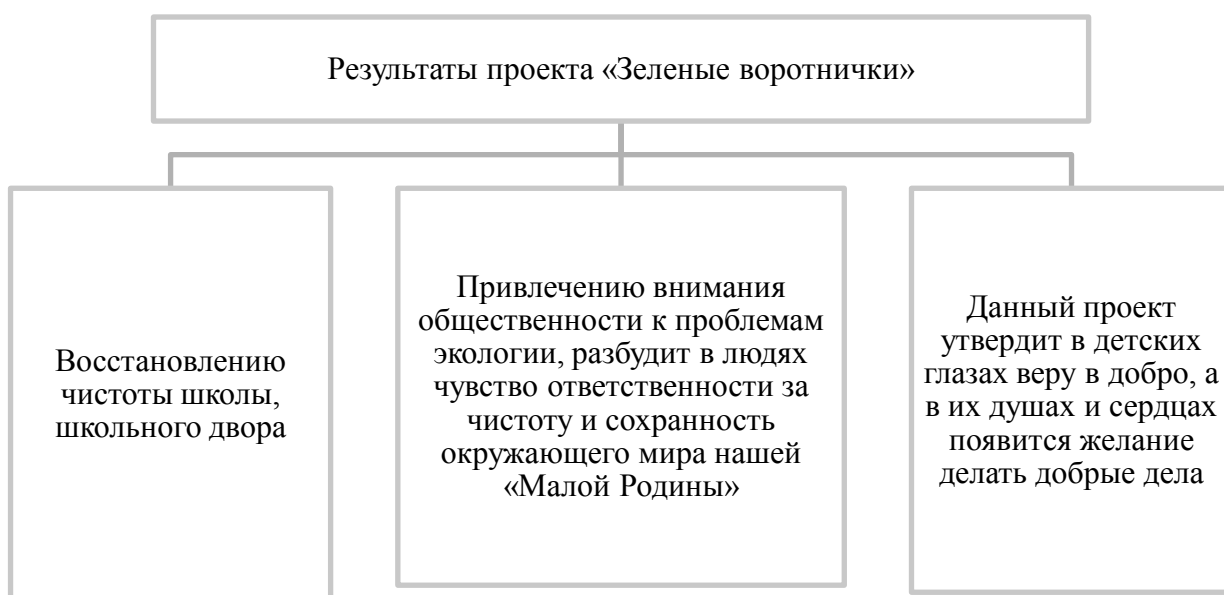 Результаты проекта «Зеленые воротнички»
Восстановлению
чистоты школы,
школьного двора
Привлечению внимания
общественности к проблемам
экологии, разбудит в людях
чувство ответственности за
чистоту и сохранность
окружающего мира нашей
«Малой Родины»
Данный проект
утвердит в детских
глазах веру в добро, а
в их душах и сердцах
появится желание
делать добрые дела